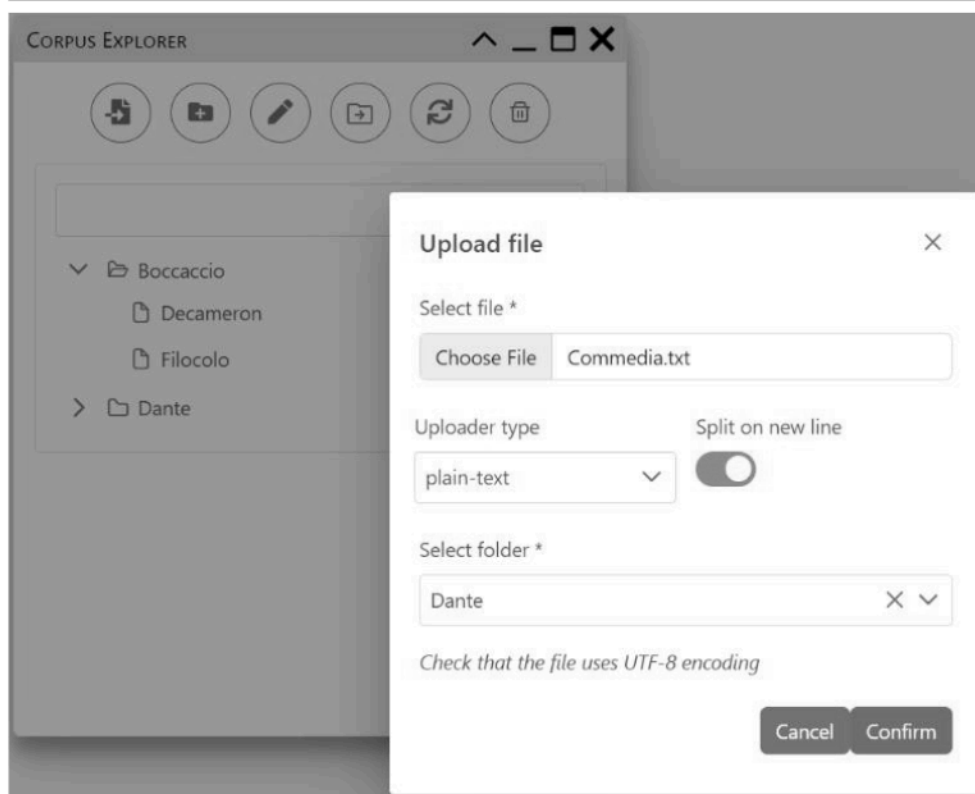 CORPUS EXPLORER
Boccaccio
Decameron
Filocolo
Dante
Upload file
Select file *
Choose File Commedia.txt
Uploader type Split on new line
plain-text
Select folder *
Dante
Check that the file uses UTF-8 encoding
Cancel Confirm